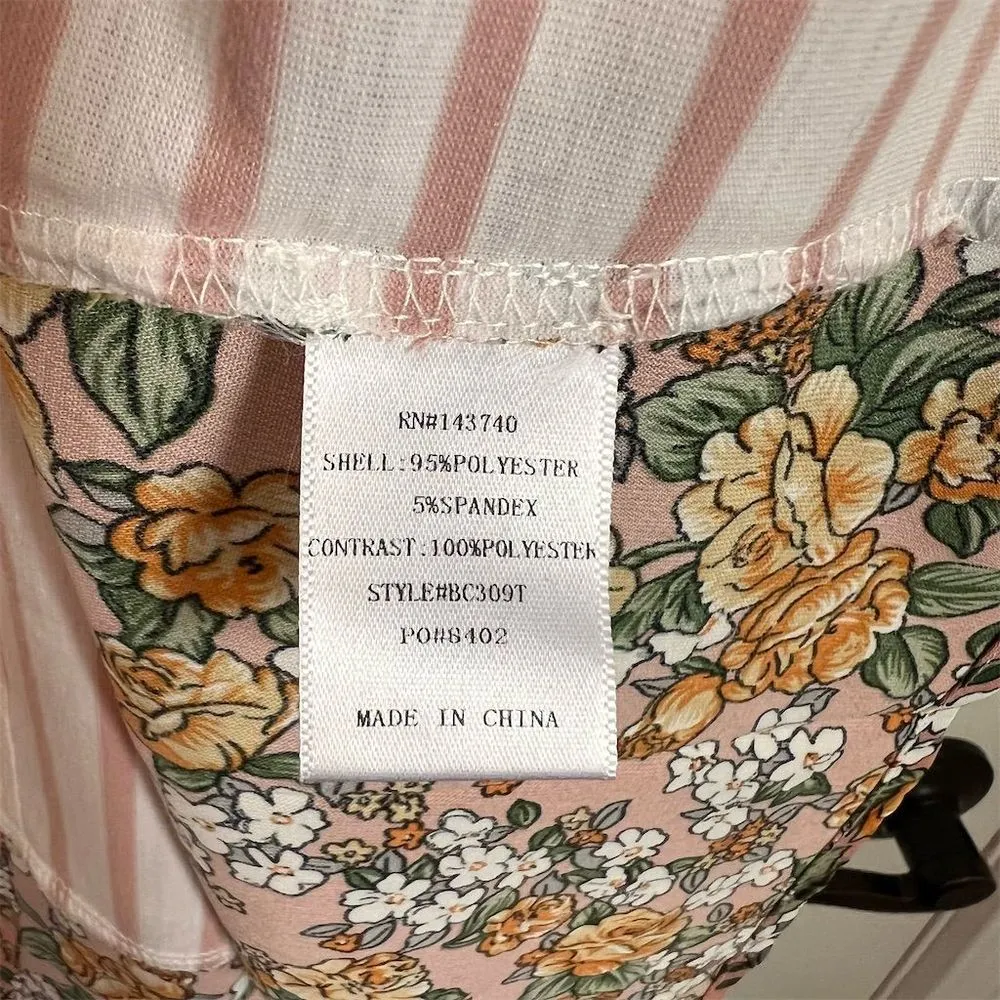 RN#143740
SHELL:95%POLYESTER
5%SPANDEX
CONTRAST:100%POLYESTER
STYLE#BC309T
PO#8402
MADE IN CHINA